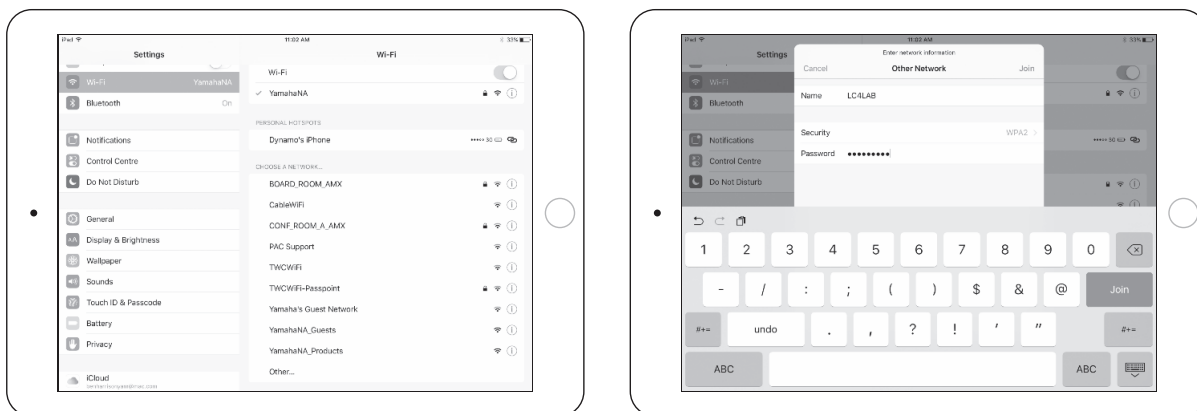 iPad 11:02 AM 33%
Settings Wi-Fi
Wi-Fi YamahaNA
Bluetooth On
Notifications
Control Centre
Do Not Disturb
General
Display & Brightness
Wallpaper
Sounds
Touch ID & Passcode
Battery
Privacy
iCloud
Wi-Fi
YamahaNA
PERSONAL HOTSPOTS
Dynamo's iPhone 3G
CHOOSE A NETWORK...
BOARD_ROOM_AMX
CableWiFi
CONF_ROOM_A_AMX
PAC Support
TWCWiFi
TWCWiFi-Passpoint
Yamaha's Guest Network
YamahaNA_Guests
YamahaNA_Products
Other...
iPad 11:02 AM 33%
Settings
Wi-Fi
Bluetooth
Notifications
Control Centre
Do Not Disturb
3G
Enter network information
Cancel Other Network Join
Name LC4LAB
Security WPA2
Password •••••••••
1 2 3 4 5 6 7 8 9 0
- / : ; ( ) $ & @ Join
#+= undo . , ? ! ' " #+=
ABC ABC